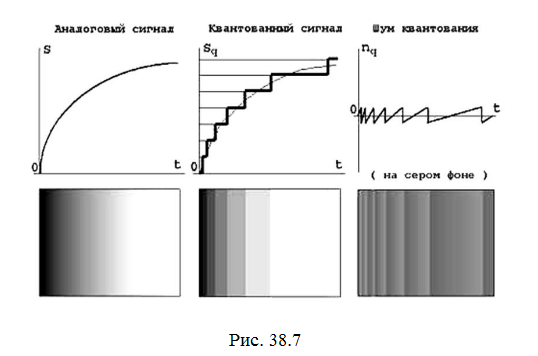 Аналоговый сигнал
Квантованный сигнал
Шум квантования
S
Sq
nq
0
t
0
t
0
t
( на сером фоне )
Рис. 38.7